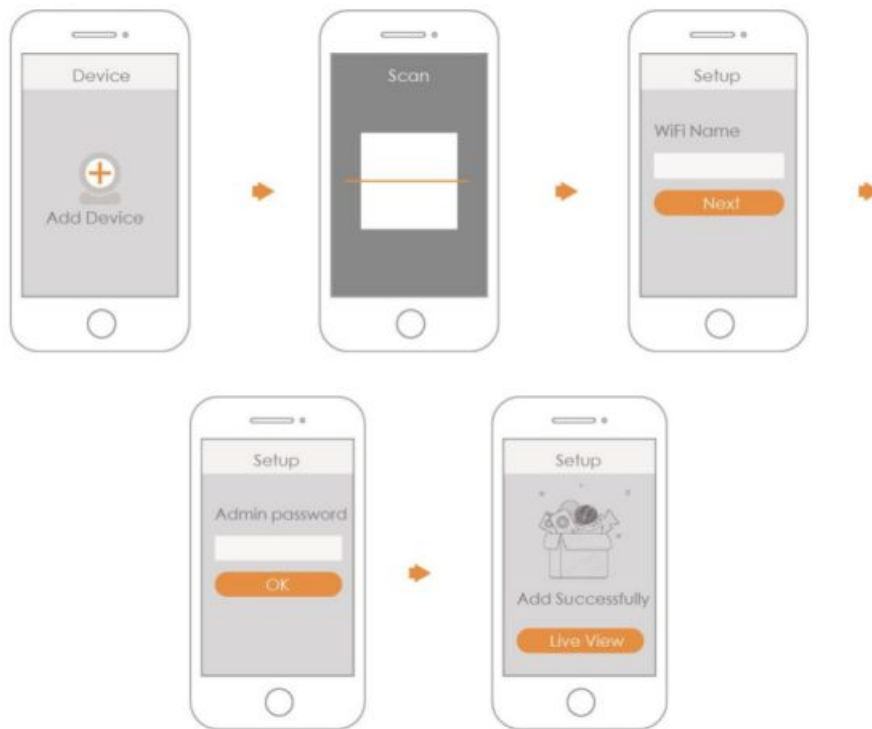 Device
Add Device
Scan
Setup
WiFi Name
Next
Setup
Admin password
OK
Setup
Add Successfully
Live View